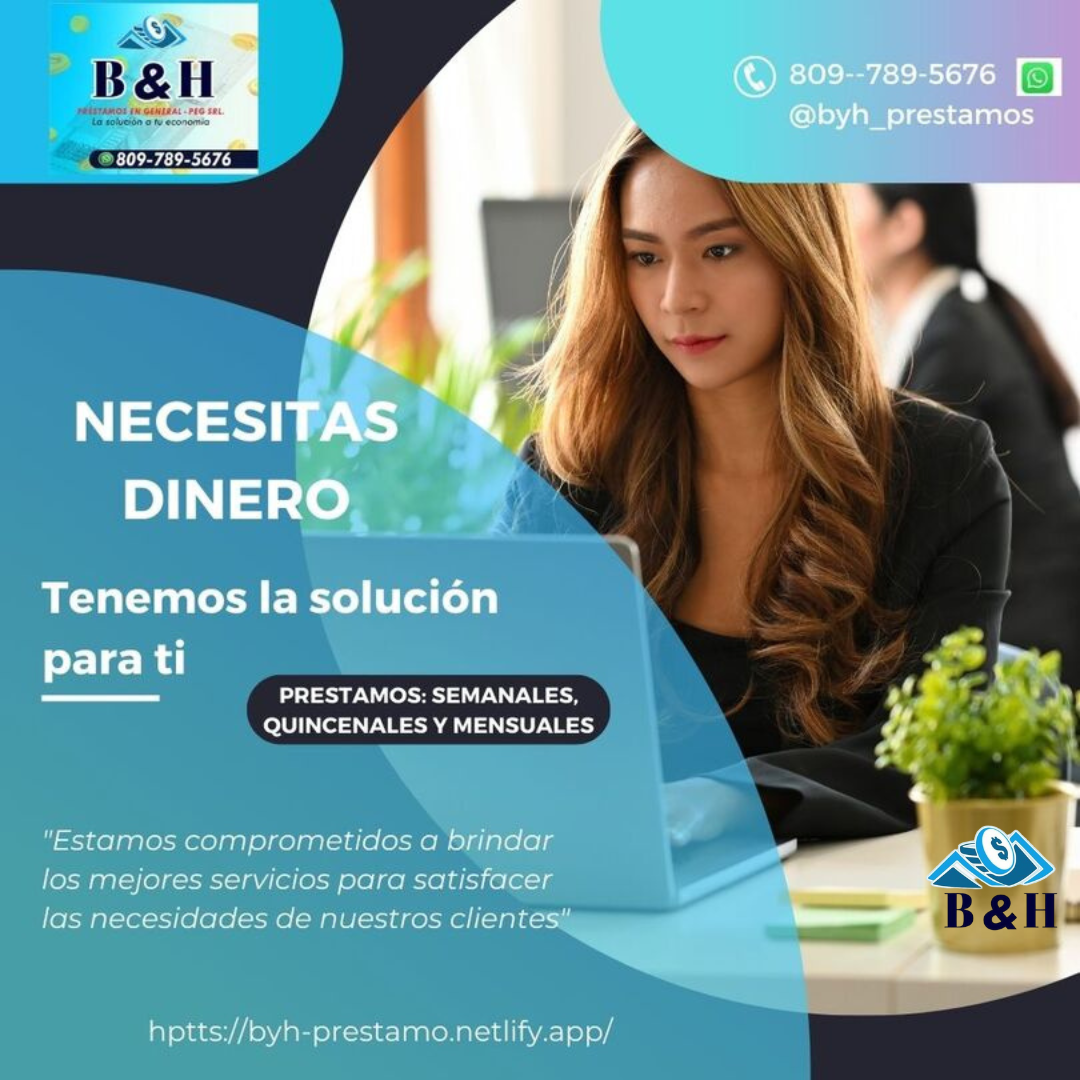 B & H
PRÉSTAMOS EN GENERAL - PEG SRL.
La solución a tu economía
809-789-5676
809--789-5676
@byh_prestamos
NECESITAS
DINERO
Tenemos la solución
para ti
PRESTAMOS: SEMANALES,
QUINCENALES Y MENSUALES
"Estamos comprometidos a brindar
los mejores servicios para satisfacer
las necesidades de nuestros clientes"
B & H
hptts://byh-prestamo.netlify.app/